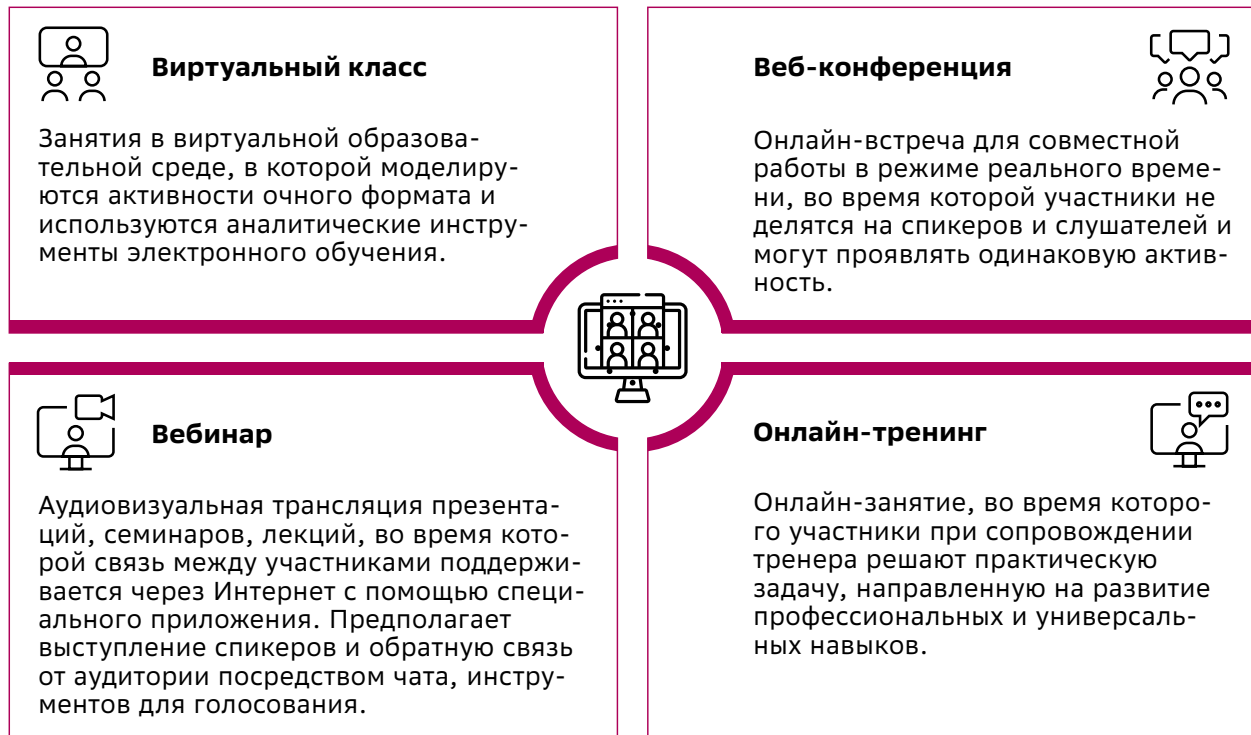 Виртуальный класс
Занятия в виртуальной образова-
тельной среде, в которой моделиру-
ются активности очного формата и
используются аналитические инстру-
менты электронного обучения.
Веб-конференция
Онлайн-встреча для совместной
работы в режиме реального време-
ни, во время которой участники не
делятся на спикеров и слушателей и
могут проявлять одинаковую актив-
ность.
Вебинар
Аудиовизуальная трансляция презента-
ций, семинаров, лекций, во время кото-
рой связь между участниками поддержи-
вается через Интернет с помощью специ-
ального приложения. Предполагает
выступление спикеров и обратную связь
от аудитории посредством чата, инстру-
ментов для голосования.
Онлайн-тренинг
Онлайн-занятие, во время которо-
го участники при сопровождении
тренера решают практическую
задачу, направленную на развитие
профессиональных и универсаль-
ных навыков.